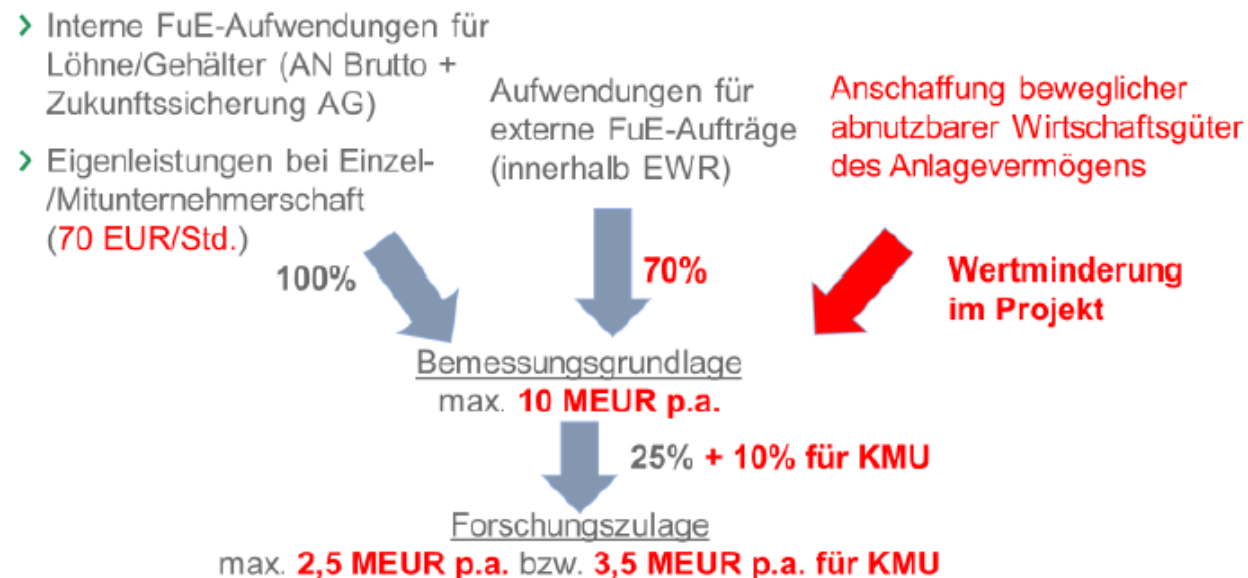 > Interne FuE-Aufwendungen für
Löhne/Gehälter (AN Brutto +
Zukunftssicherung AG)
> Eigenleistungen bei Einzel-
/Mitunternehmerschaft
(70 EUR/Std.)
100%
Aufwendungen für
externe FuE-Aufträge
(innerhalb EWR)
70%
Anschaffung beweglicher
abnutzbarer Wirtschaftsgüter
des Anlagevermögens
Wertminderung
im Projekt
Bemessungsgrundlage
max. 10 MEUR p.a.
25% + 10% für KMU
Forschungszulage
max. 2,5 MEUR p.a. bzw. 3,5 MEUR p.a. für KMU